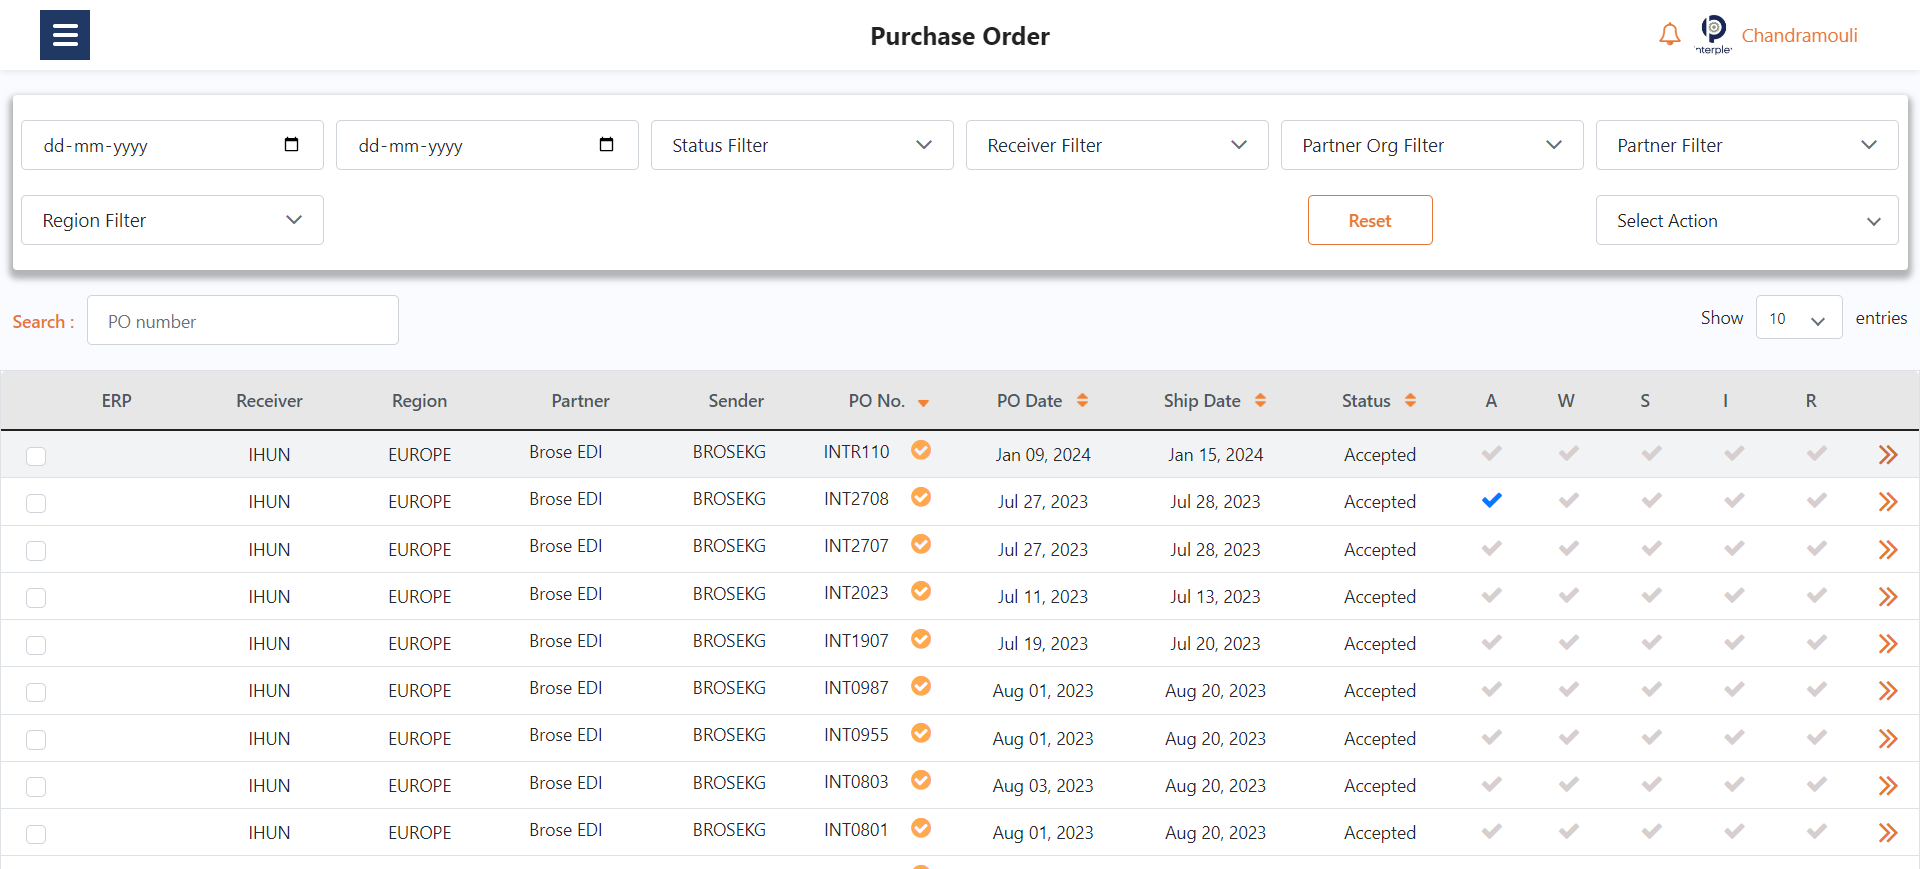 Purchase Order
nterple
Chandramouli
dd-mm-yyyy dd-mm-yyyy Status Filter Receiver Filter Partner Org Filter Partner Filter
Region Filter Reset Select Action
Search : PO number Show 10 entries
ERP Receiver Region Partner Sender PO No. PO Date Ship Date Status A W S I R
IHUN EUROPE Brose EDI BROSEKG INTR110 Jan 09, 2024 Jan 15, 2024 Accepted
IHUN EUROPE Brose EDI BROSEKG INT2708 Jul 27, 2023 Jul 28, 2023 Accepted
IHUN EUROPE Brose EDI BROSEKG INT2707 Jul 27, 2023 Jul 28, 2023 Accepted
IHUN EUROPE Brose EDI BROSEKG INT2023 Jul 11, 2023 Jul 13, 2023 Accepted
IHUN EUROPE Brose EDI BROSEKG INT1907 Jul 19, 2023 Jul 20, 2023 Accepted
IHUN EUROPE Brose EDI BROSEKG INT0987 Aug 01, 2023 Aug 20, 2023 Accepted
IHUN EUROPE Brose EDI BROSEKG INT0955 Aug 01, 2023 Aug 20, 2023 Accepted
IHUN EUROPE Brose EDI BROSEKG INT0803 Aug 03, 2023 Aug 20, 2023 Accepted
IHUN EUROPE Brose EDI BROSEKG INT0801 Aug 01, 2023 Aug 20, 2023 Accepted